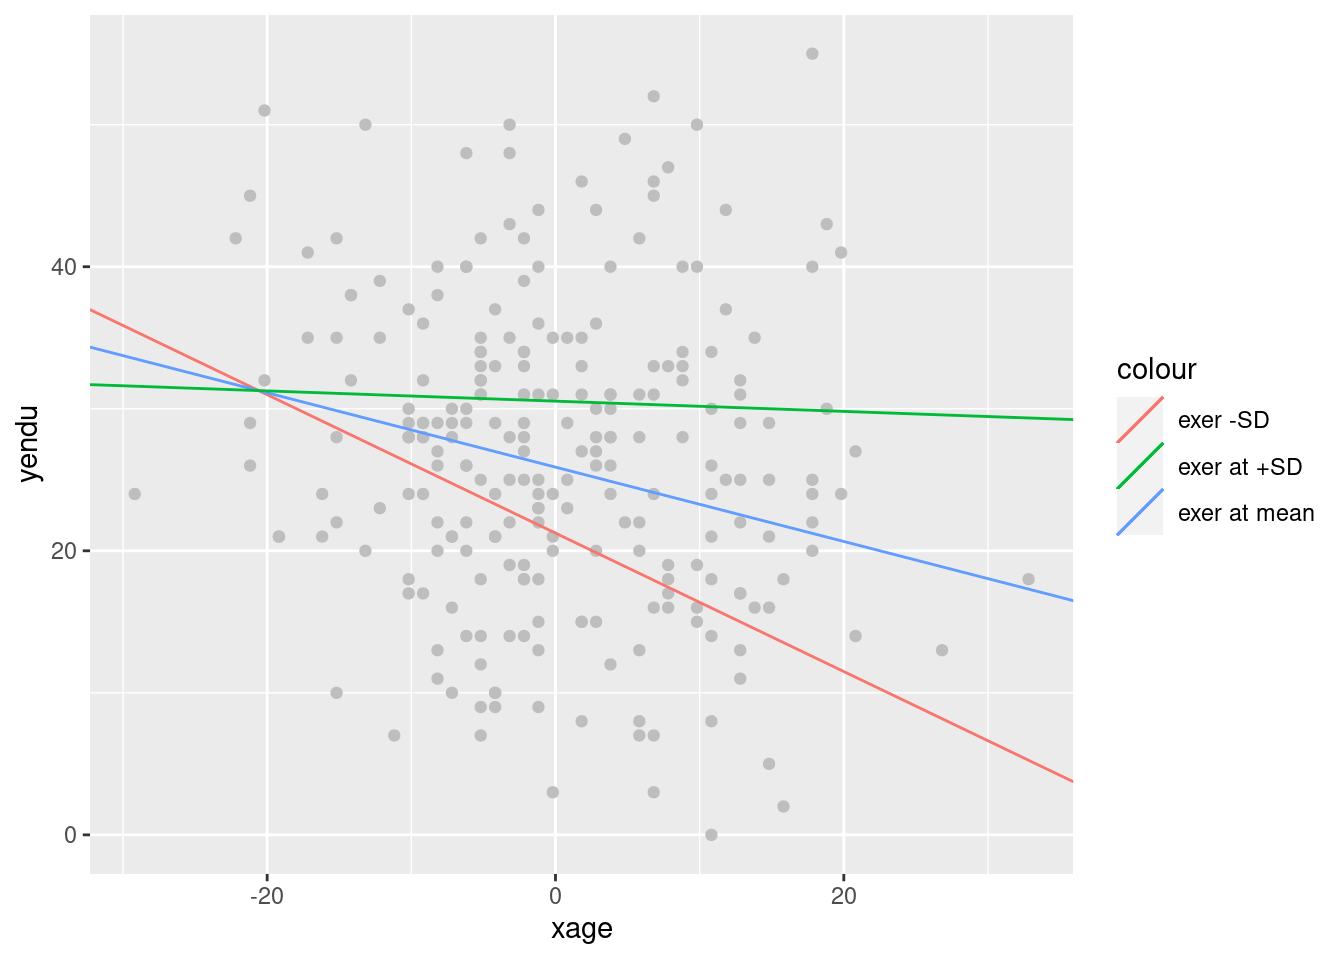 yendu
40
20
0
-20
0
20
xage
colour
exer -SD
exer at +SD
exer at mean